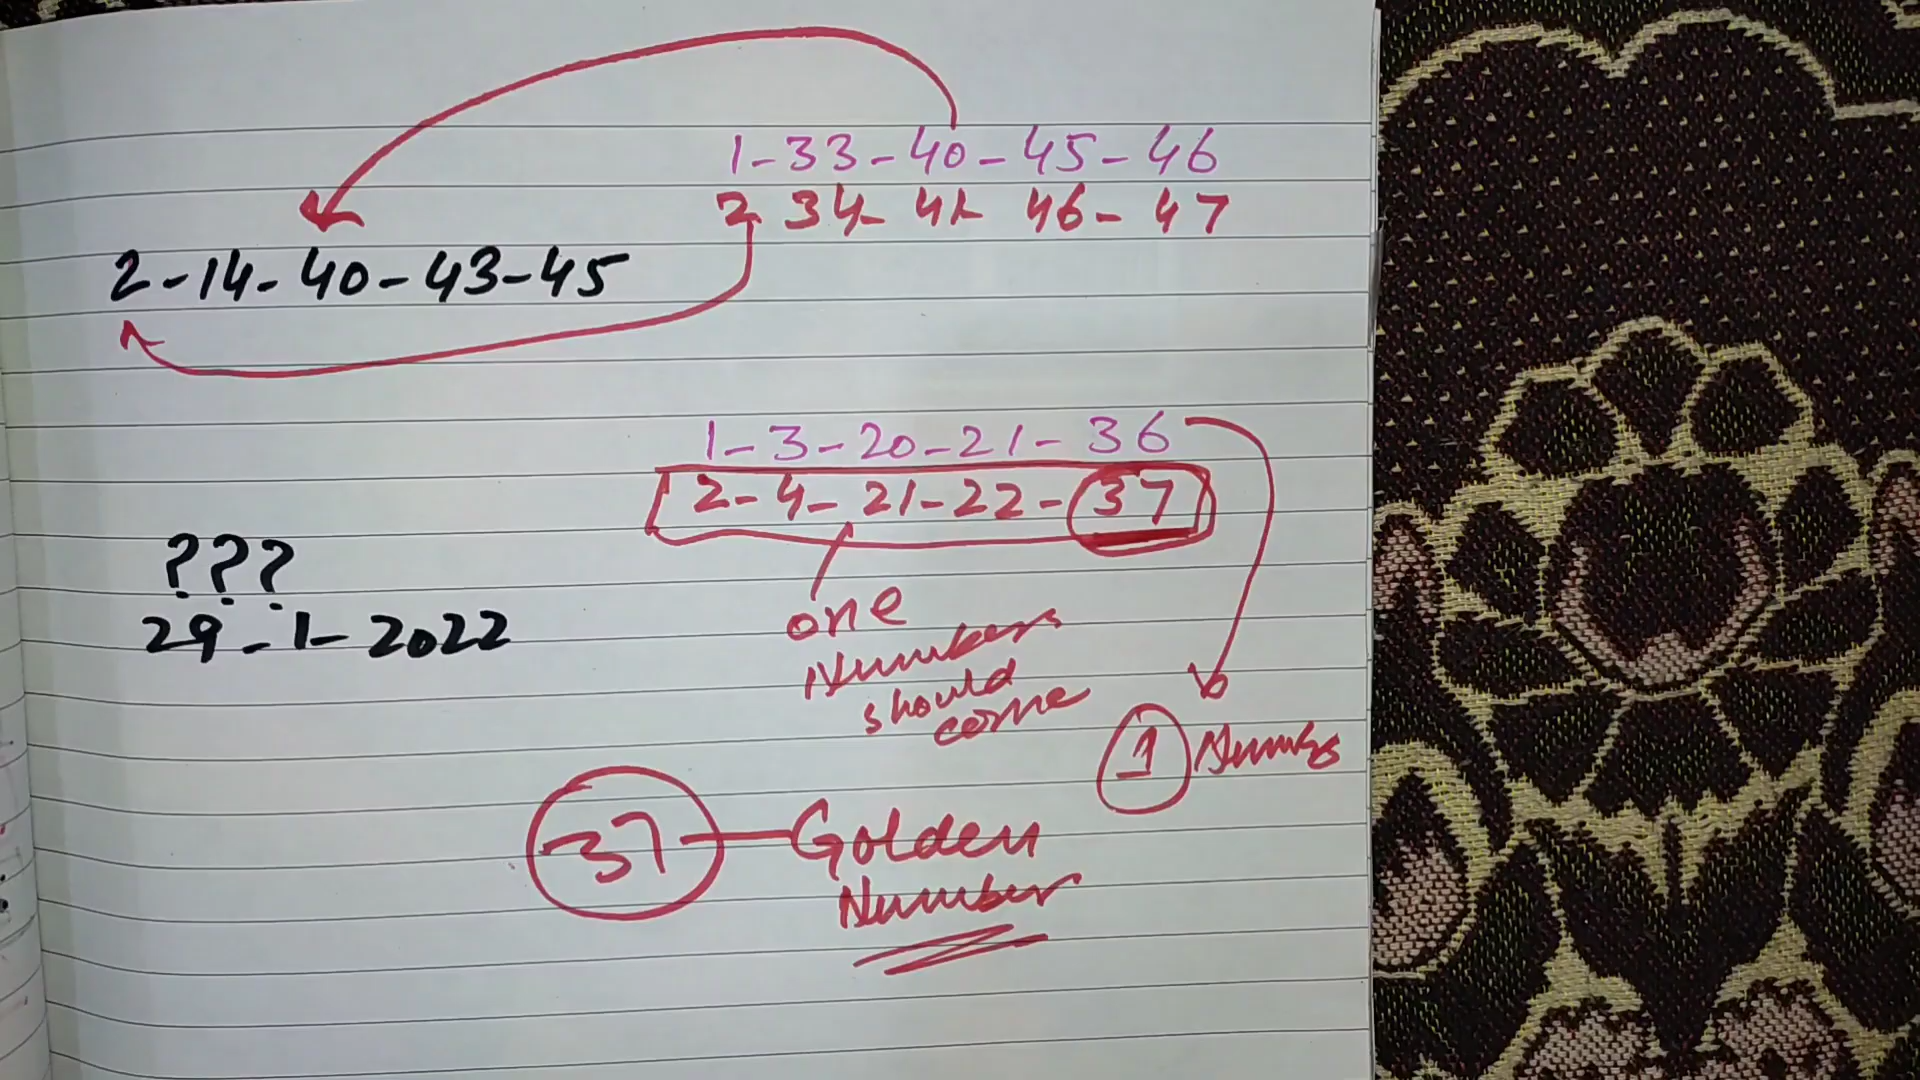 1-33-40-45-46
2 34- 41- 46- 47
2-14-40-43-45
1-3-20-21-36
2-4-21-22-37
???
29-1-2022
one
Numbers
should
come
1 Number
37-Golden
Number